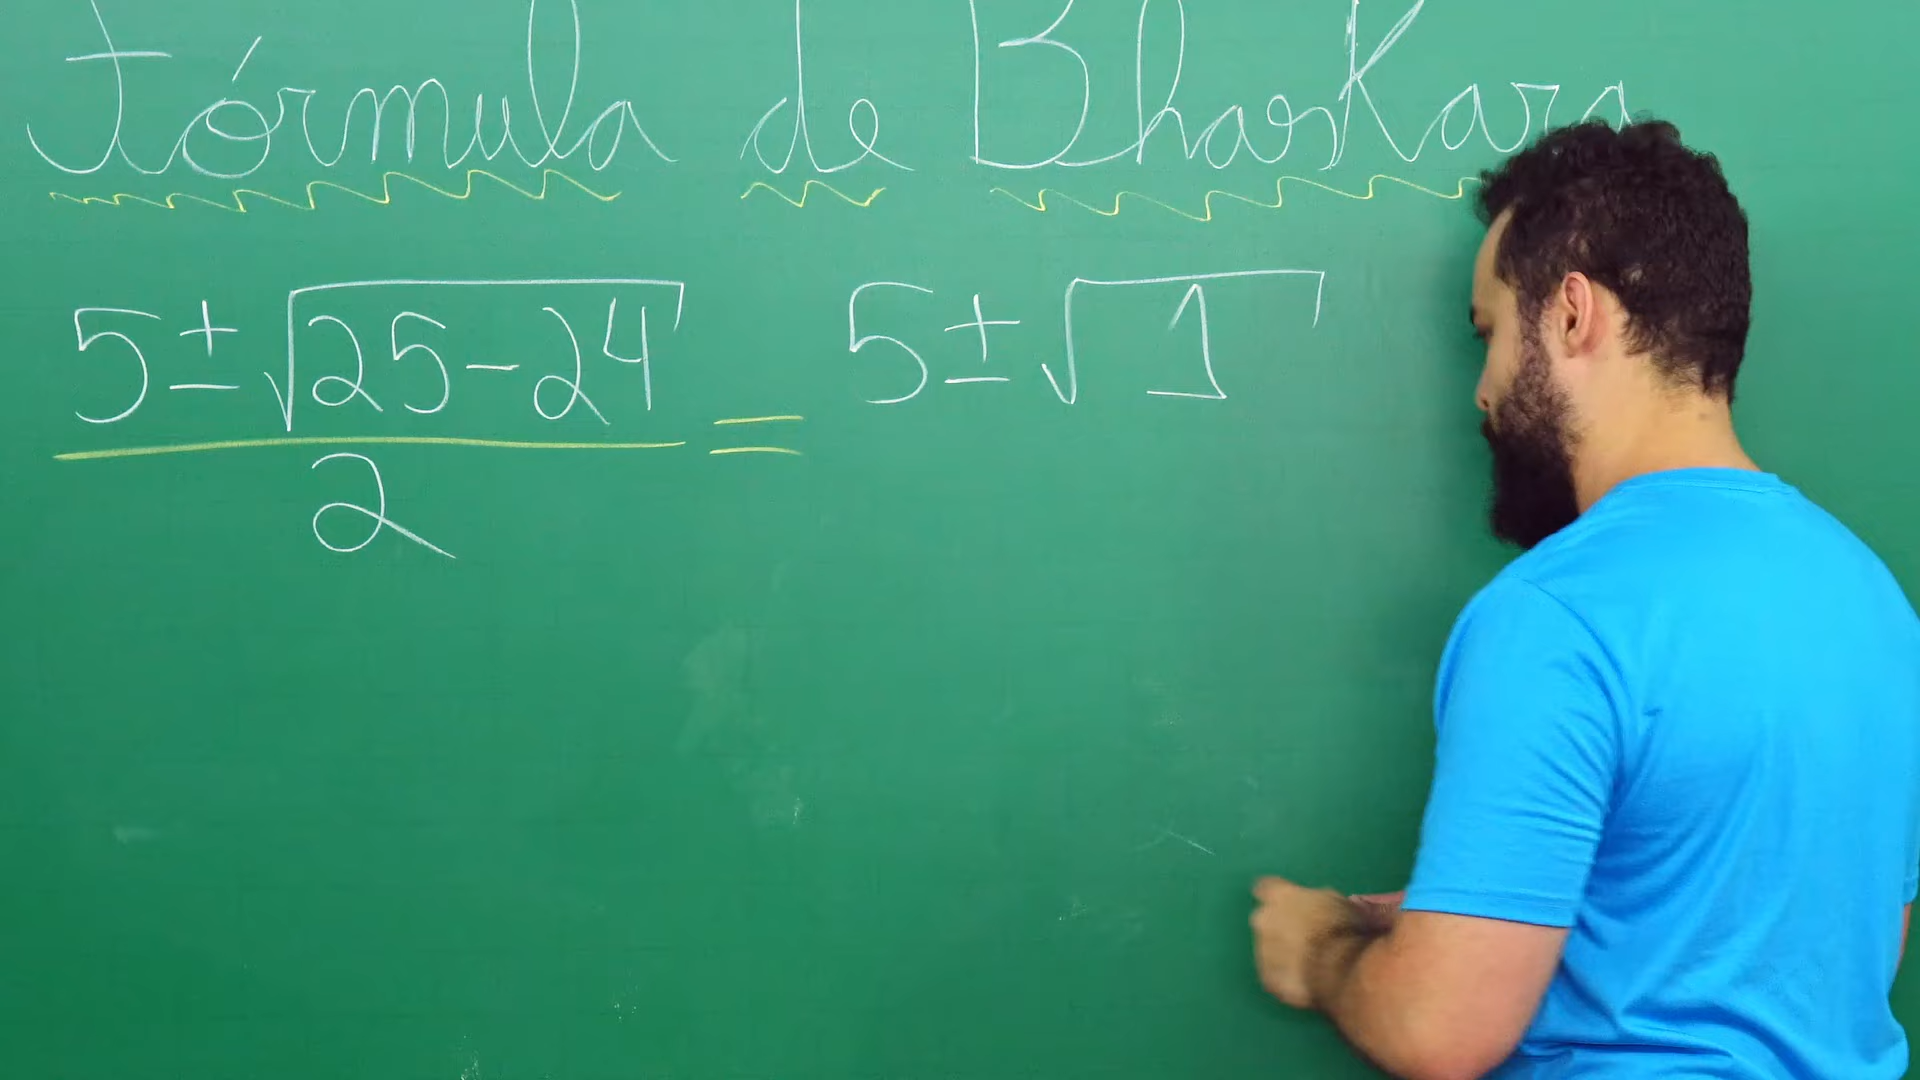 Fórmula de Bhaskara
5 ± √25 - 24 = 5 ± √1
2